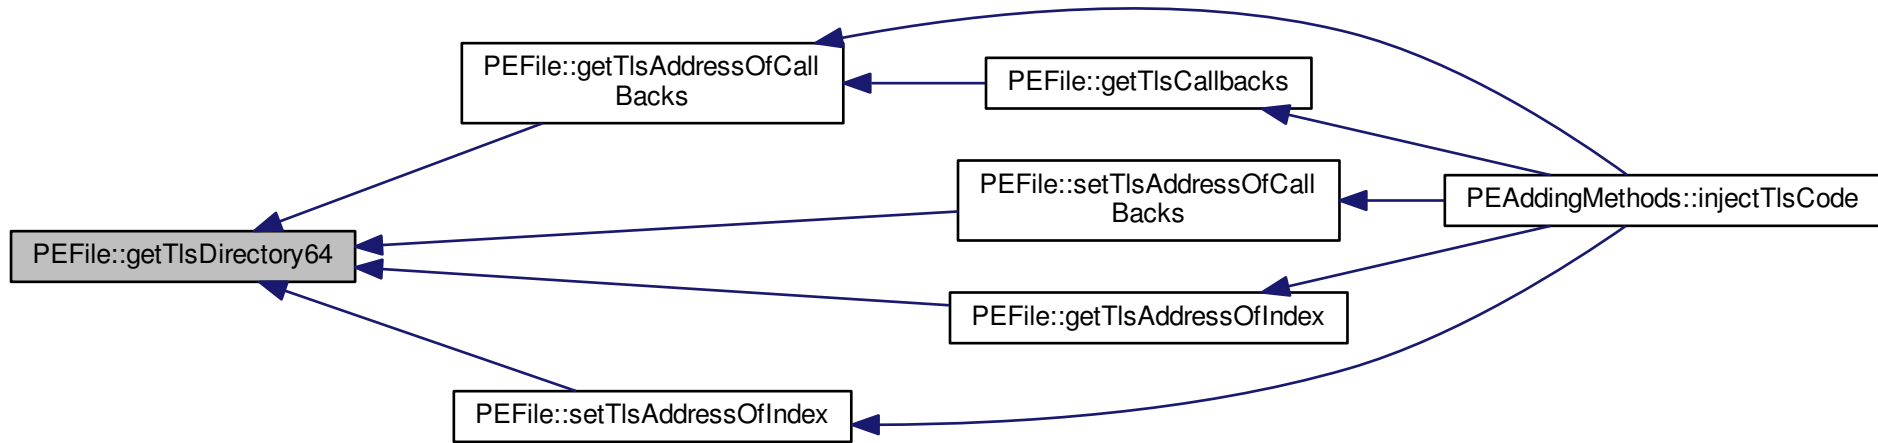 PEFile::getTlsAddressOfCall
Backs
PEFile::getTlsCallbacks
PEFile::setTlsAddressOfCall
Backs
PEAddingMethods::injectTlsCode
PEFile::getTlsDirectory64
PEFile::getTlsAddressOfIndex
PEFile::setTlsAddressOfIndex